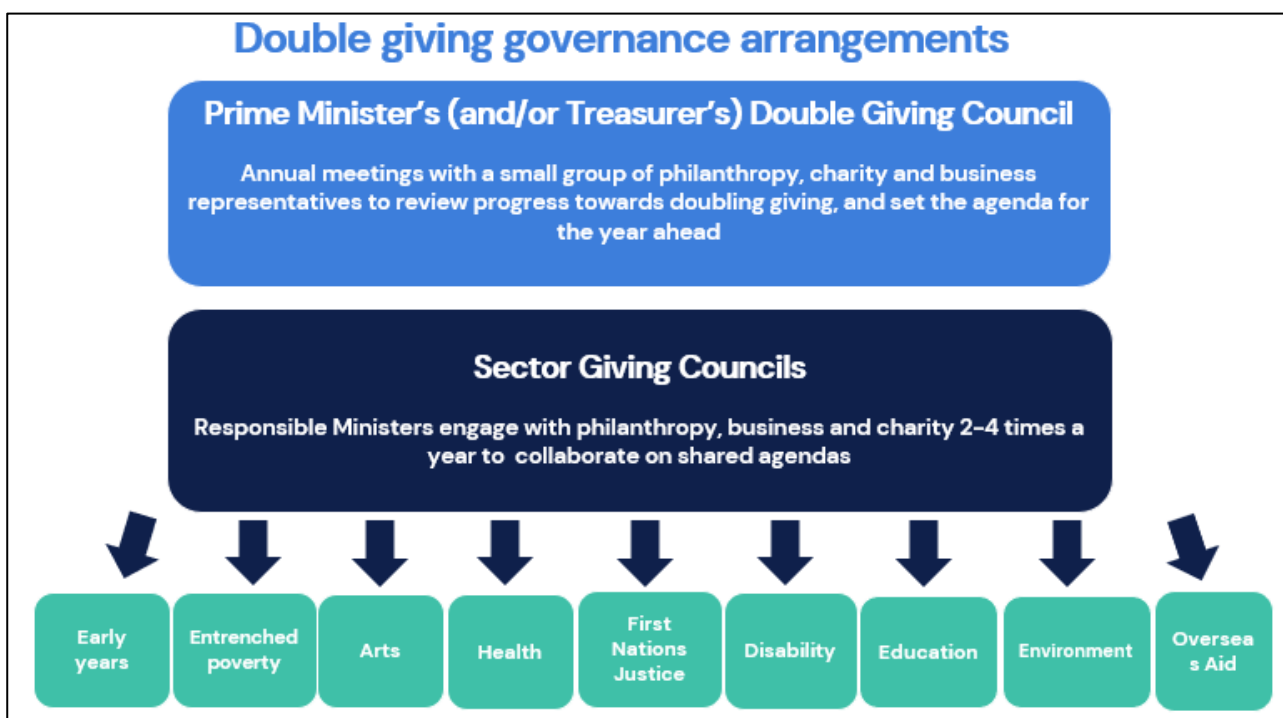 Double giving governance arrangements
Prime Minister's (and/or Treasurer's) Double Giving Council
Annual meetings with a small group of philanthropy, charity and business
representatives to review progress towards doubling giving, and set the agenda for
the year ahead
Sector Giving Councils
Responsible Ministers engage with philanthropy, business and charity 2-4 times a
year to collaborate on shared agendas
Early
years
Entrenched
poverty
Arts
Health
First
Nations
Justice
Disability
Education
Environment
Oversea
s Aid